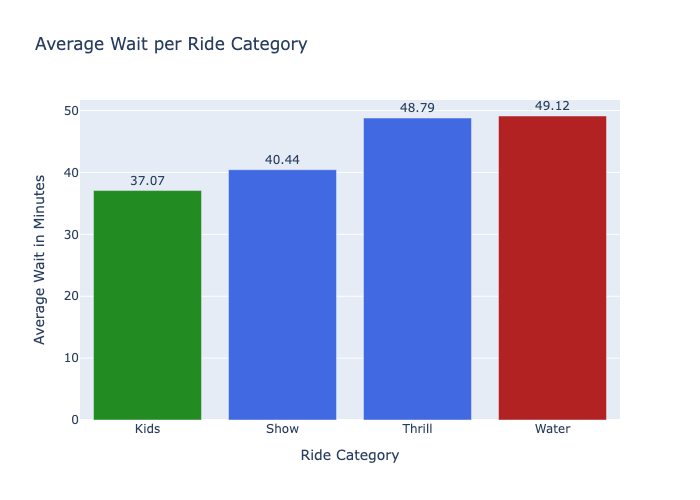 Average Wait per Ride Category
Average Wait in Minutes
50
40
30
20
10
0
37.07
40.44
48.79
49.12
Kids
Show
Thrill
Water
Ride Category